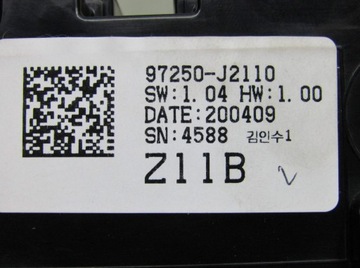 97250-J2110
SW:1.04 HW:1.00
DATE:200409
SN:4588 김인수1
Z11B